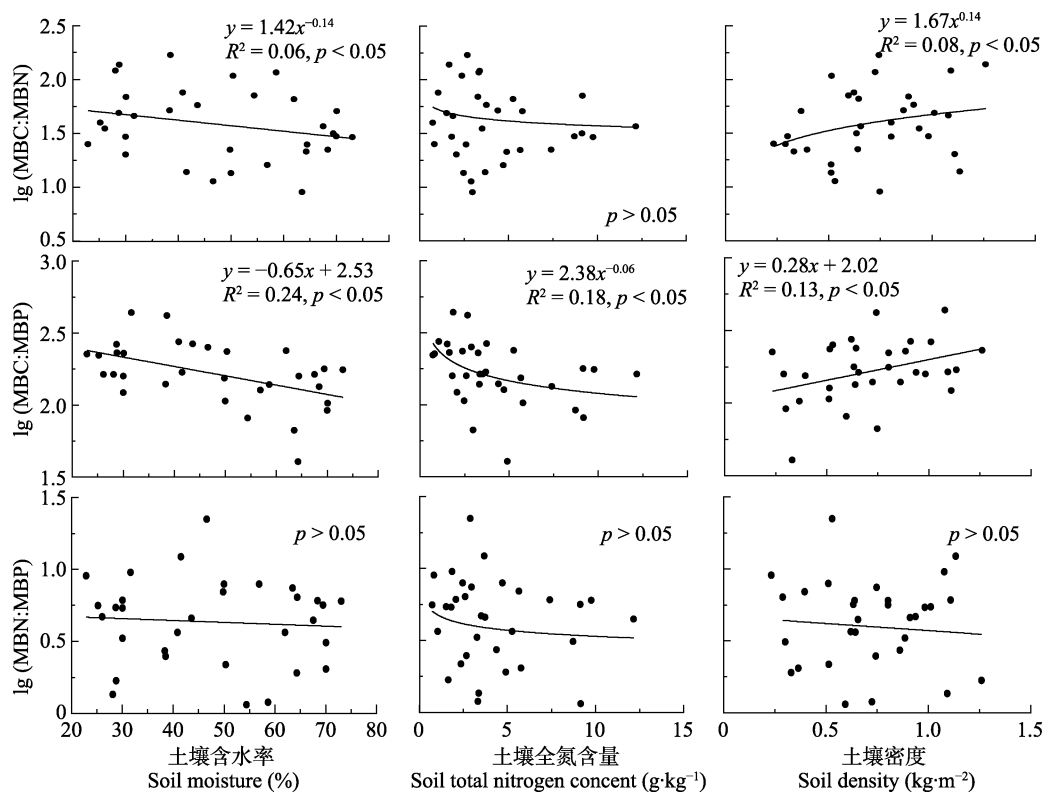 2.5
2.0
1.5
1.0
0.5
lg (MBC:MBN)
y = 1.42x⁻⁰·¹⁴
R² = 0.06, p < 0.05
p > 0.05
y = 1.67x⁰·¹⁴
R² = 0.08, p < 0.05
3.0
2.5
2.0
1.5
lg (MBC:MBP)
y = −0.65x + 2.53
R² = 0.24, p < 0.05
y = 2.38x⁻⁰·⁰⁶
R² = 0.18, p < 0.05
y = 0.28x + 2.02
R² = 0.13, p < 0.05
1.5
1.0
0.5
0
lg (MBN:MBP)
p > 0.05
p > 0.05
p > 0.05
20 30 40 50 60 70 80
0 5 10 15
0 0.5 1.0 1.5
土壤含水率
Soil moisture (%)
土壤全氮含量
Soil total nitrogen concent (g·kg⁻¹)
土壤密度
Soil density (kg·m⁻²)